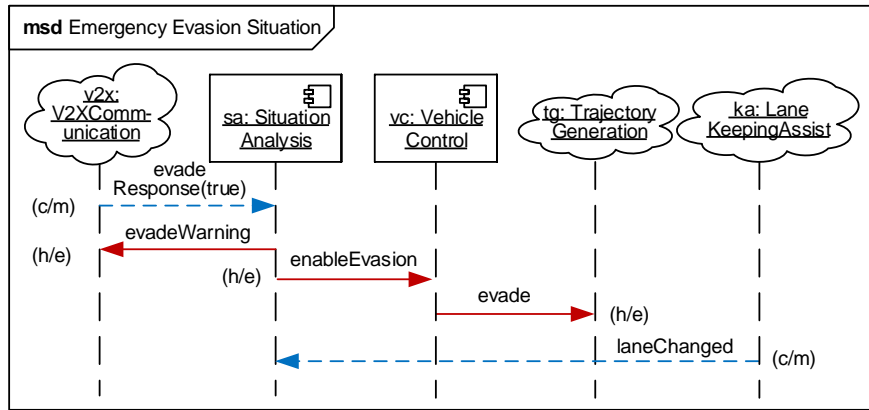 msd Emergency Evasion Situation
v2x:
V2XComm-
unication
sa: Situation
Analysis
vc: Vehicle
Control
tg: Trajectory
Generation
ka: Lane
KeepingAssist
evade
Response(true)
(c/m)
evadeWarning
(h/e)
(h/e)
enableEvasion
evade
(h/e)
laneChanged
(c/m)